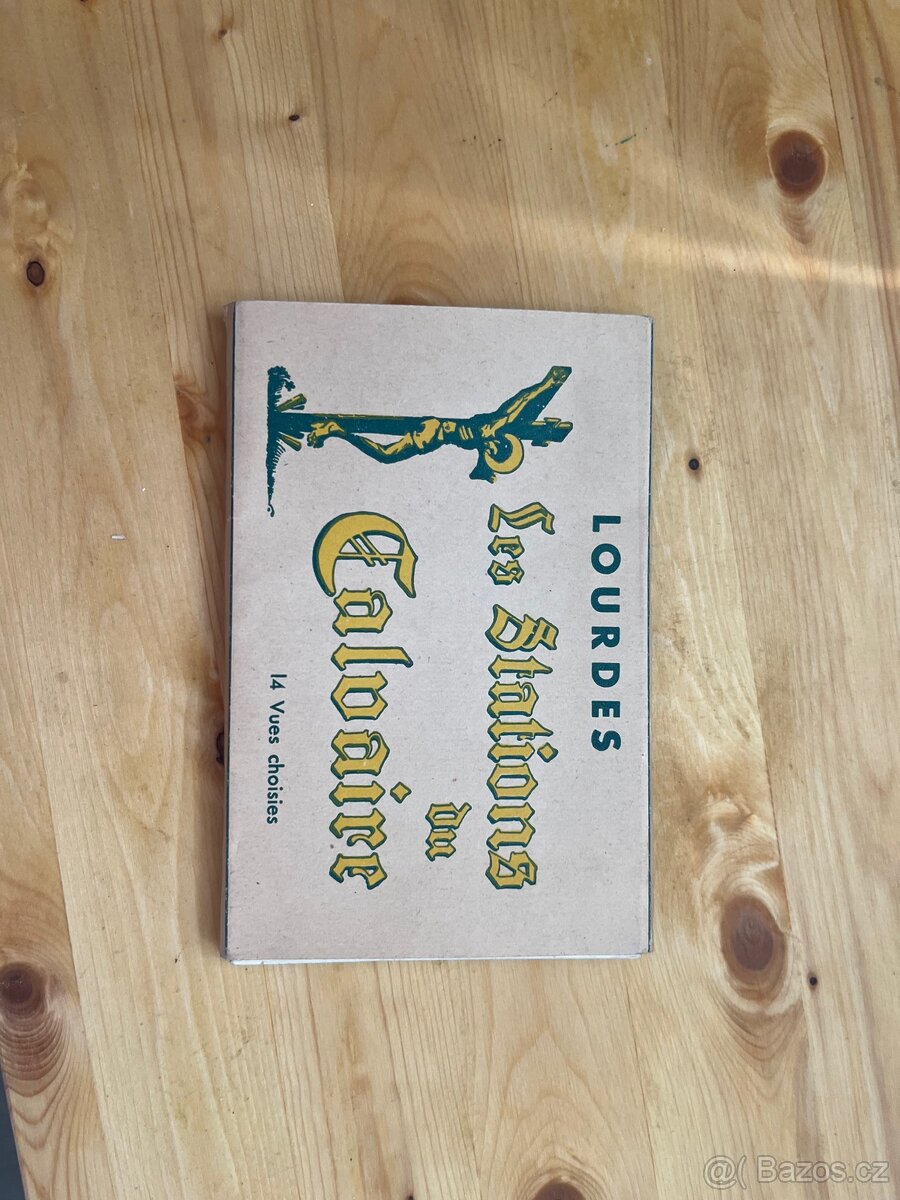 LOURDES
Les Stations
du
Calvaire
14 Vues choisies
@( Bazos.cz